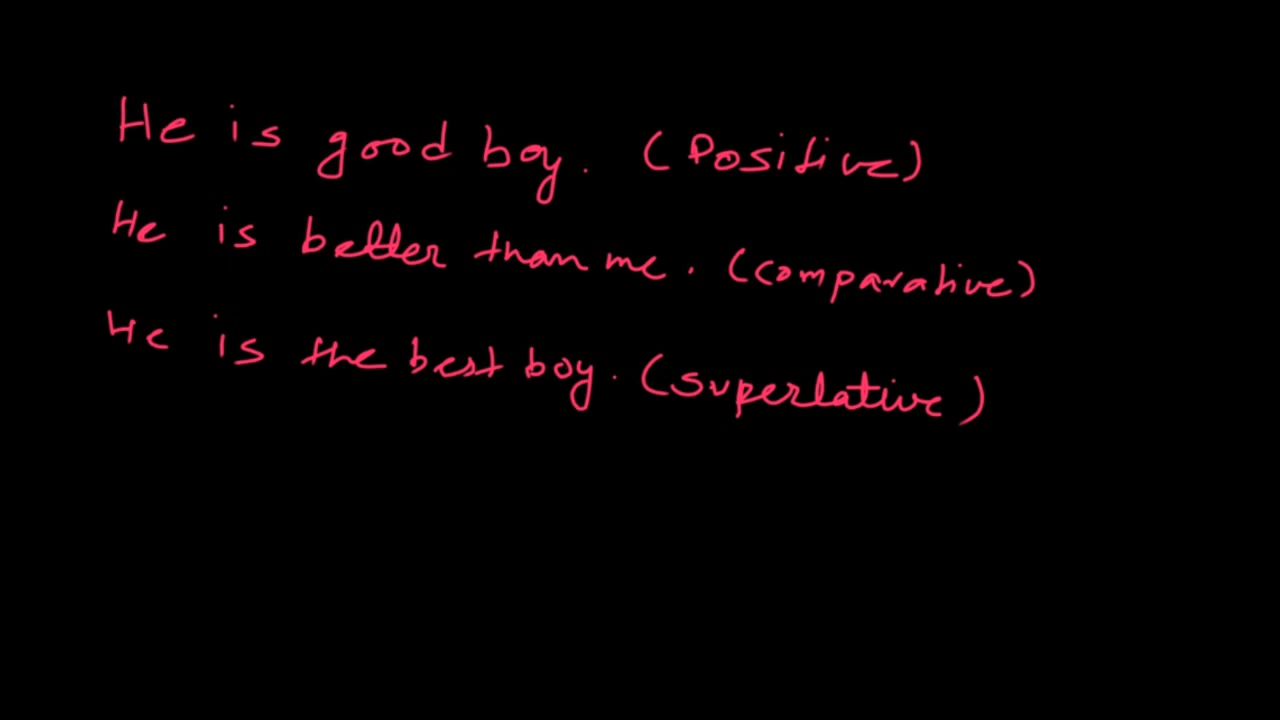 He is good boy. (Positive)
He is better than me. (comparative)
He is the best boy. (superlative)